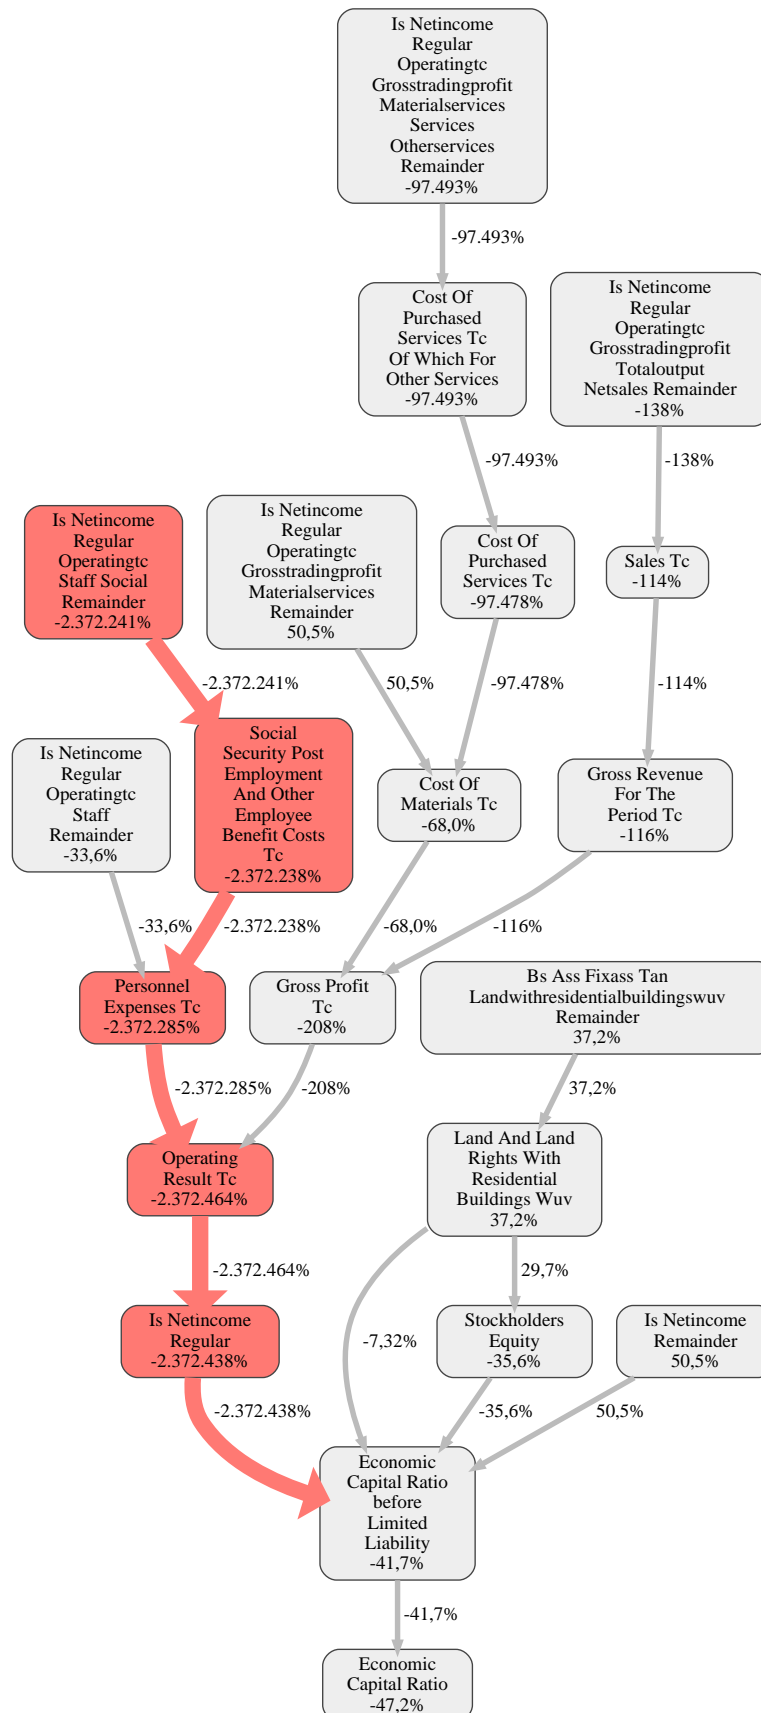 Is Netincome
Regular
Operatingtc
Grosstradingprofit
Materialservices
Services
Otherservices
Remainder
-97.493%
-97.493%
Cost Of
Purchased
Services Tc
Of Which For
Other Services
-97.493%
Is Netincome
Regular
Operatingtc
Grosstradingprofit
Totaloutput
Netsales Remainder
-138%
-97.493%
-138%
Is Netincome
Regular
Operatingtc
Staff Social
Remainder
-2.372.241%
Is Netincome
Regular
Operatingtc
Grosstradingprofit
Materialservices
Remainder
50,5%
Cost Of
Purchased
Services Tc
-97.478%
Sales Tc
-114%
-2.372.241%
50,5%
-97.478%
-114%
Is Netincome
Regular
Operatingtc
Staff
Remainder
-33,6%
Social
Security Post
Employment
And Other
Employee
Benefit Costs
Tc
-2.372.238%
Cost Of
Materials Tc
-68,0%
Gross Revenue
For The
Period Tc
-116%
-33,6%
-2.372.238%
-68,0%
-116%
Personnel
Expenses Tc
-2.372.285%
Gross Profit
Tc
-208%
Bs Ass Fixass Tan
Landwithresidentialbuildingswuv
Remainder
37,2%
-2.372.285%
-208%
37,2%
Operating
Result Tc
-2.372.464%
Land And Land
Rights With
Residential
Buildings Wuv
37,2%
-2.372.464%
29,7%
-7,32%
Is Netincome
Regular
-2.372.438%
Stockholders
Equity
-35,6%
Is Netincome
Remainder
50,5%
-2.372.438%
-35,6%
50,5%
Economic
Capital Ratio
before
Limited
Liability
-41,7%
-41,7%
Economic
Capital Ratio
-47,2%